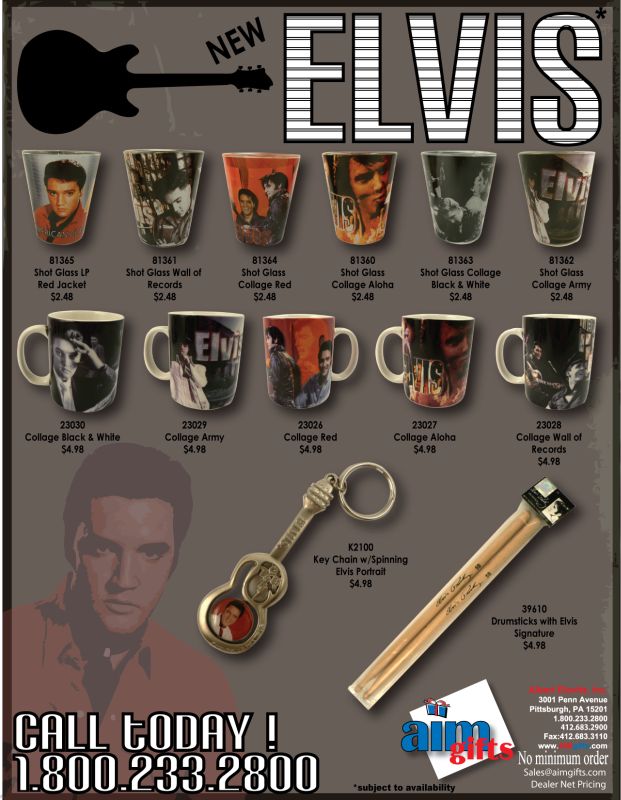 NEW
ELVIS*
81365
Shot Glass LP
Red Jacket
$2.48
81361
Shot Glass Wall of
Records
$2.48
81364
Shot Glass
Collage Red
$2.48
81360
Shot Glass
Collage Aloha
$2.48
81363
Shot Glass Collage
Black & White
$2.48
81362
Shot Glass
Collage Army
$2.48
23030
Collage Black & White
$4.98
23029
Collage Army
$4.98
23026
Collage Red
$4.98
23027
Collage Aloha
$4.98
23028
Collage Wall of
Records
$4.98
K2100
Key Chain w/Spinning
Elvis Portrait
$4.98
39610
Drumsticks with Elvis
Signature
$4.98
CALL tODAY !
1.800.233.2800
aim
gifts
*subject to availability
3001 Penn Avenue
Pittsburgh, PA 15201
1.800.233.2800
412.683.2900
Fax:412.683.3110
www.aimgifts.com
No minimum order
Sales@aimgifts.com
Dealer Net Pricing